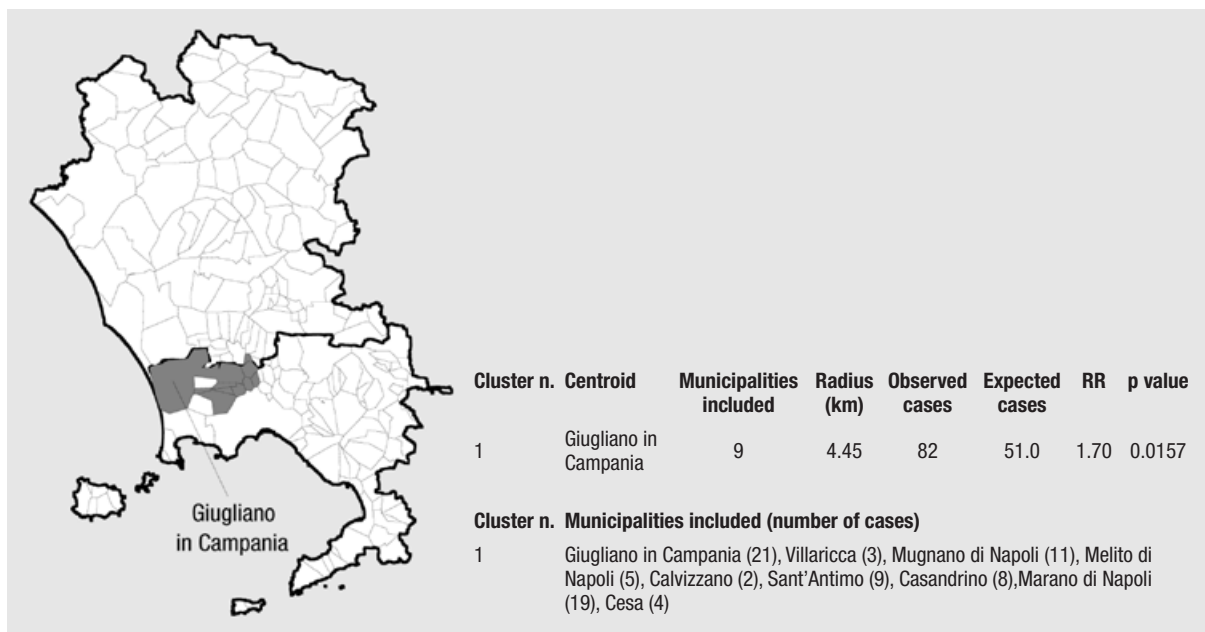 Giugliano
in Campania
Cluster n. Centroid Municipalities included Radius (km) Observed cases Expected cases RR p value
1 Giugliano in Campania 9 4.45 82 51.0 1.70 0.0157
Cluster n. Municipalities included (number of cases)
1 Giugliano in Campania (21), Villaricca (3), Mugnano di Napoli (11), Melito di
Napoli (5), Calvizzano (2), Sant'Antimo (9), Casandrino (8),Marano di Napoli
(19), Cesa (4)